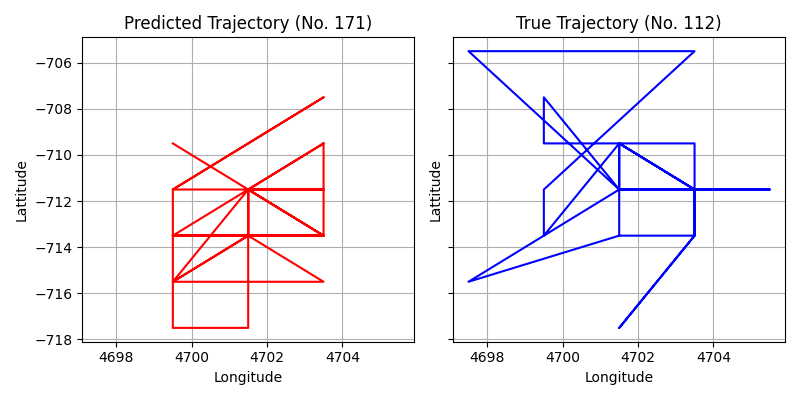 Predicted Trajectory (No. 171)
True Trajectory (No. 112)
Lattitude
−706
−708
−710
−712
−714
−716
−718
4698
4700
4702
4704
Longitude
Lattitude
4698
4700
4702
4704
Longitude